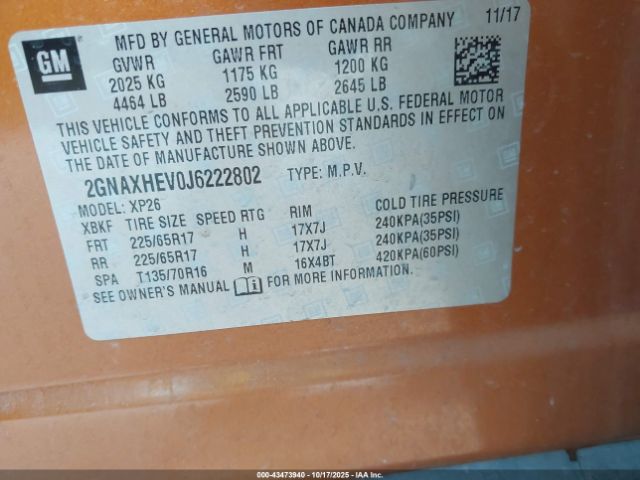 GM
MFD BY GENERAL MOTORS OF CANADA COMPANY 11/17
GVWR GAWR FRT GAWR RR
2025 KG 1175 KG 1200 KG
4464 LB 2590 LB 2645 LB
THIS VEHICLE CONFORMS TO ALL APPLICABLE U.S. FEDERAL MOTOR
VEHICLE SAFETY AND THEFT PREVENTION STANDARDS IN EFFECT ON
THE DATE OF MANUFACTURE SHOWN ABOVE.
2GNAXHEV0J6222802 TYPE: M.P.V.
MODEL: XP26
XBKF TIRE SIZE SPEED RTG RIM COLD TIRE PRESSURE
FRT 225/65R17 H 17X7J 240KPA(35PSI)
RR 225/65R17 H 17X7J 240KPA(35PSI)
SPA T135/70R16 M 16X4BT 420KPA(60PSI)
SEE OWNER'S MANUAL FOR MORE INFORMATION.
000-43473940 - 10/17/2025 - IAA, Inc.